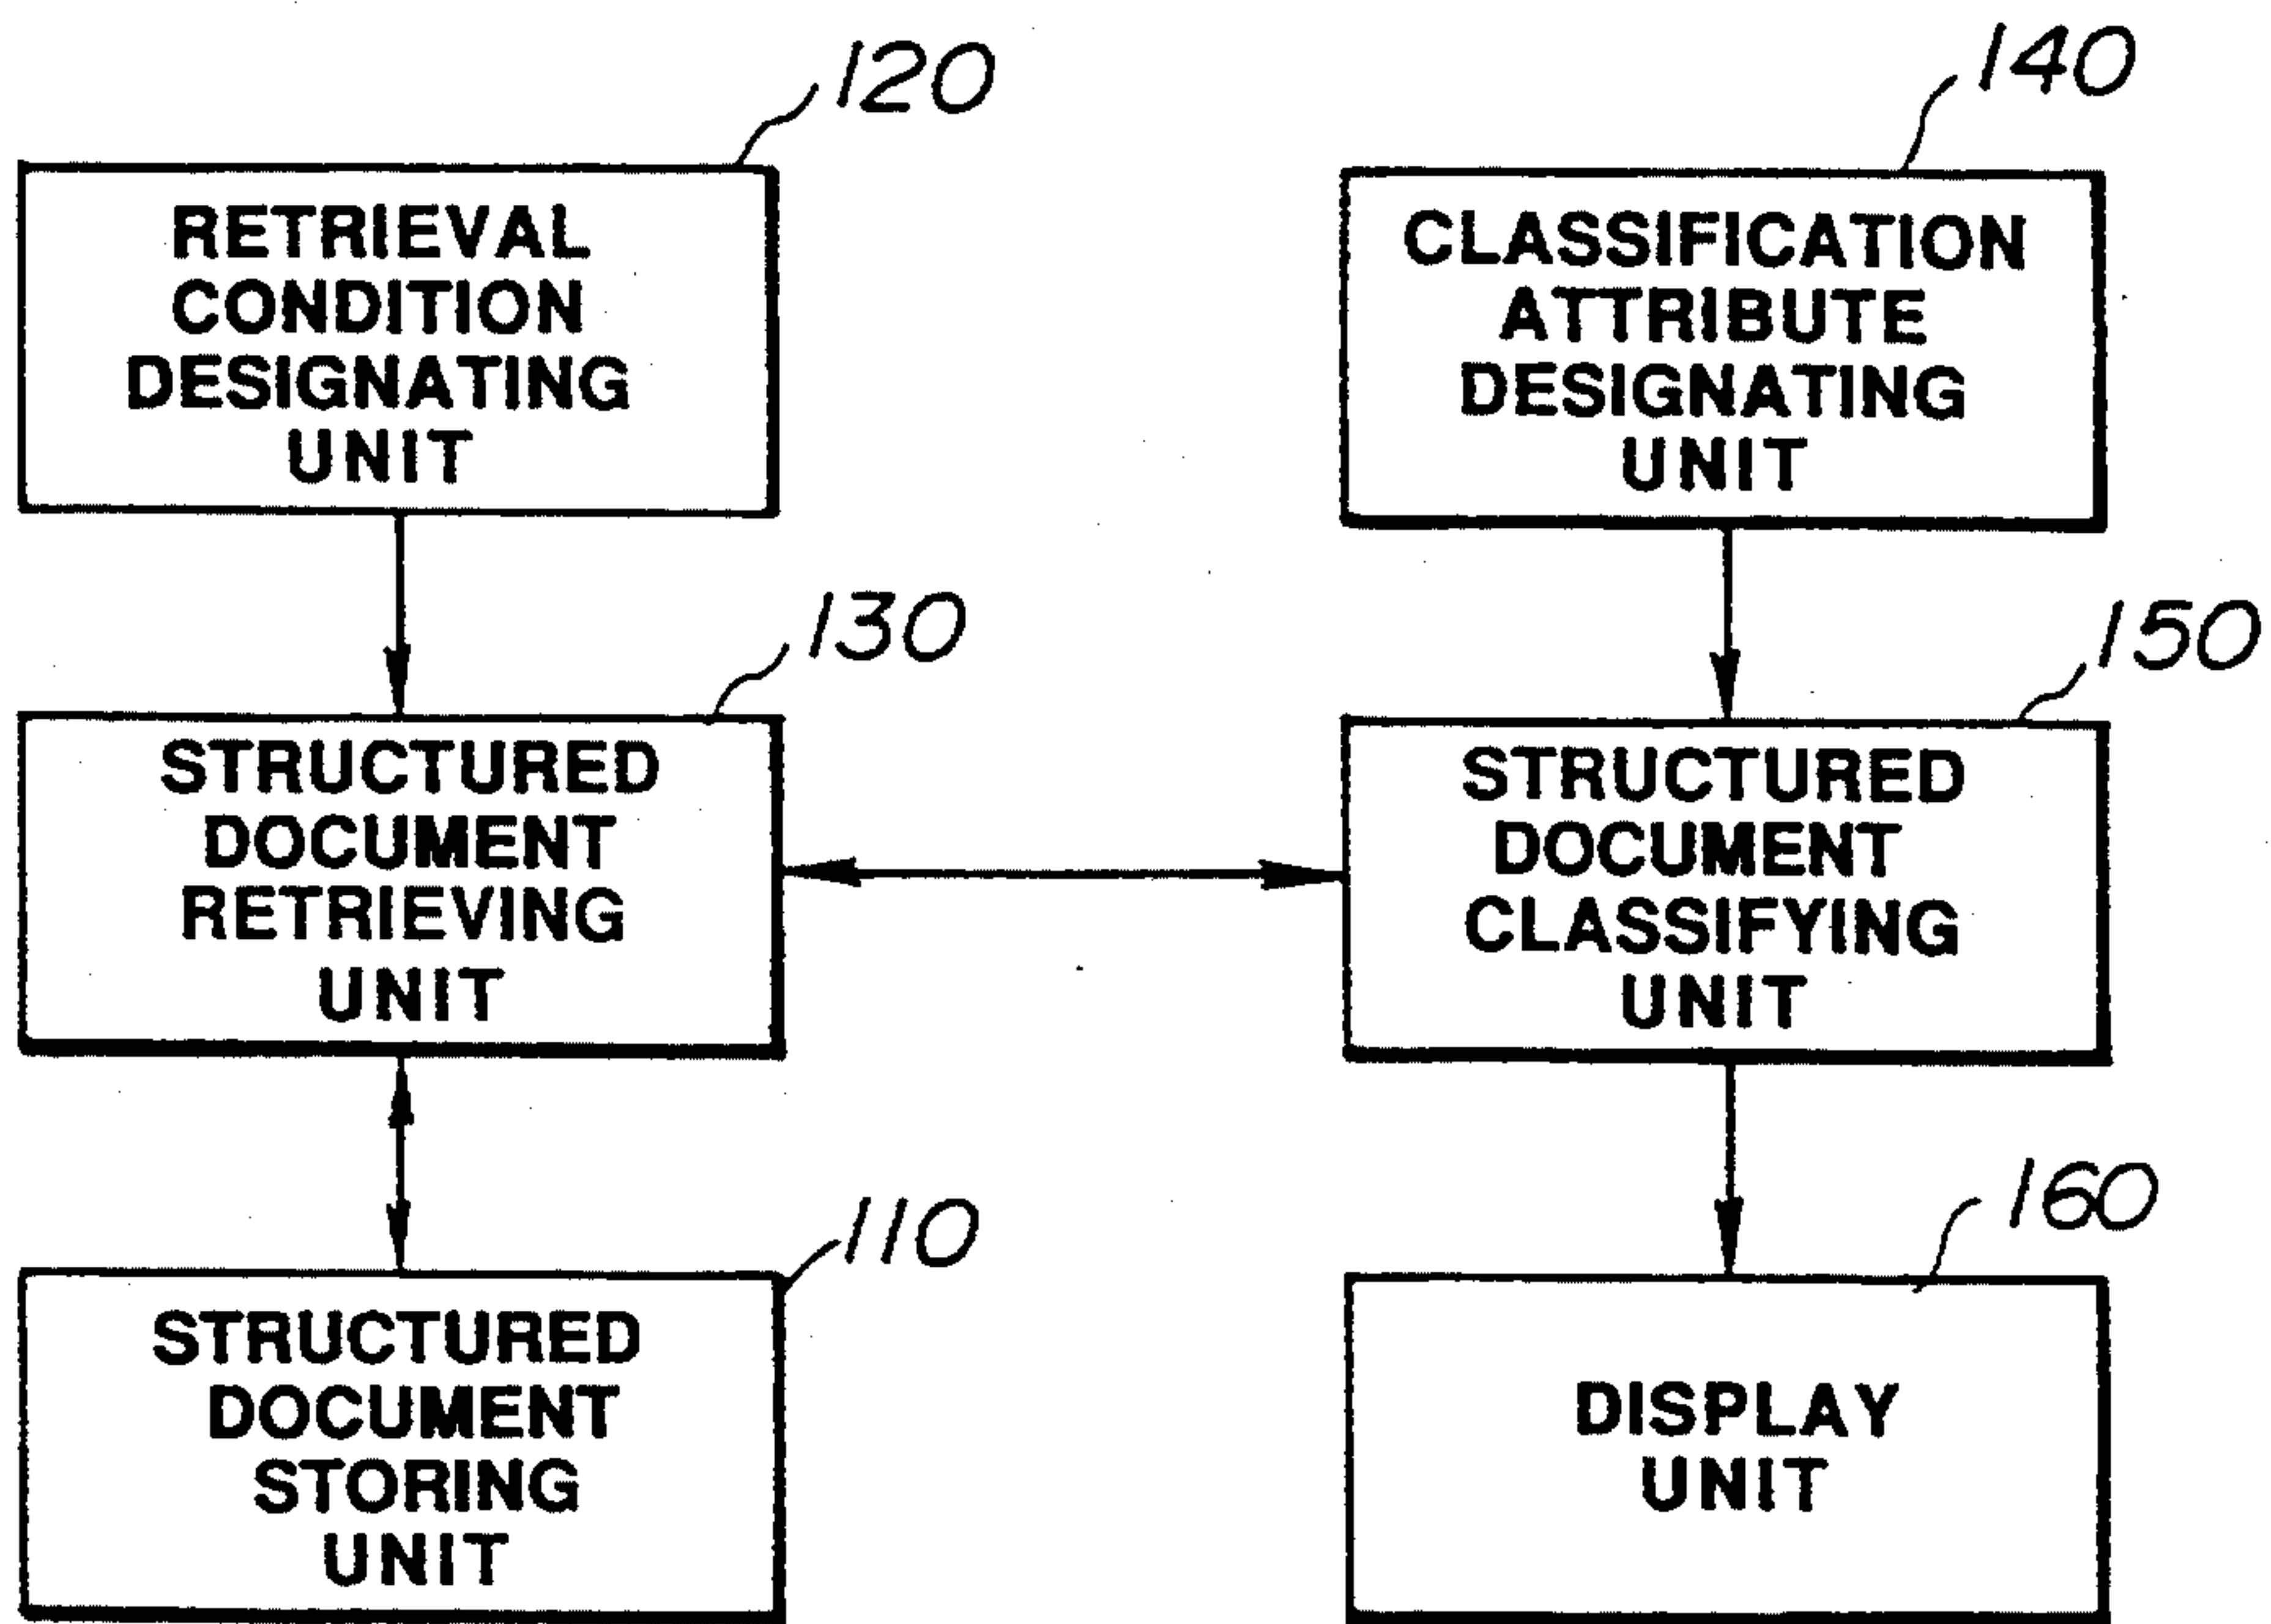 120
RETRIEVAL
CONDITION
DESIGNATING
UNIT
140
CLASSIFICATION
ATTRIBUTE
DESIGNATING
UNIT
130
STRUCTURED
DOCUMENT
RETRIEVING
UNIT
150
STRUCTURED
DOCUMENT
CLASSIFYING
UNIT
110
STRUCTURED
DOCUMENT
STORING
UNIT
160
DISPLAY
UNIT